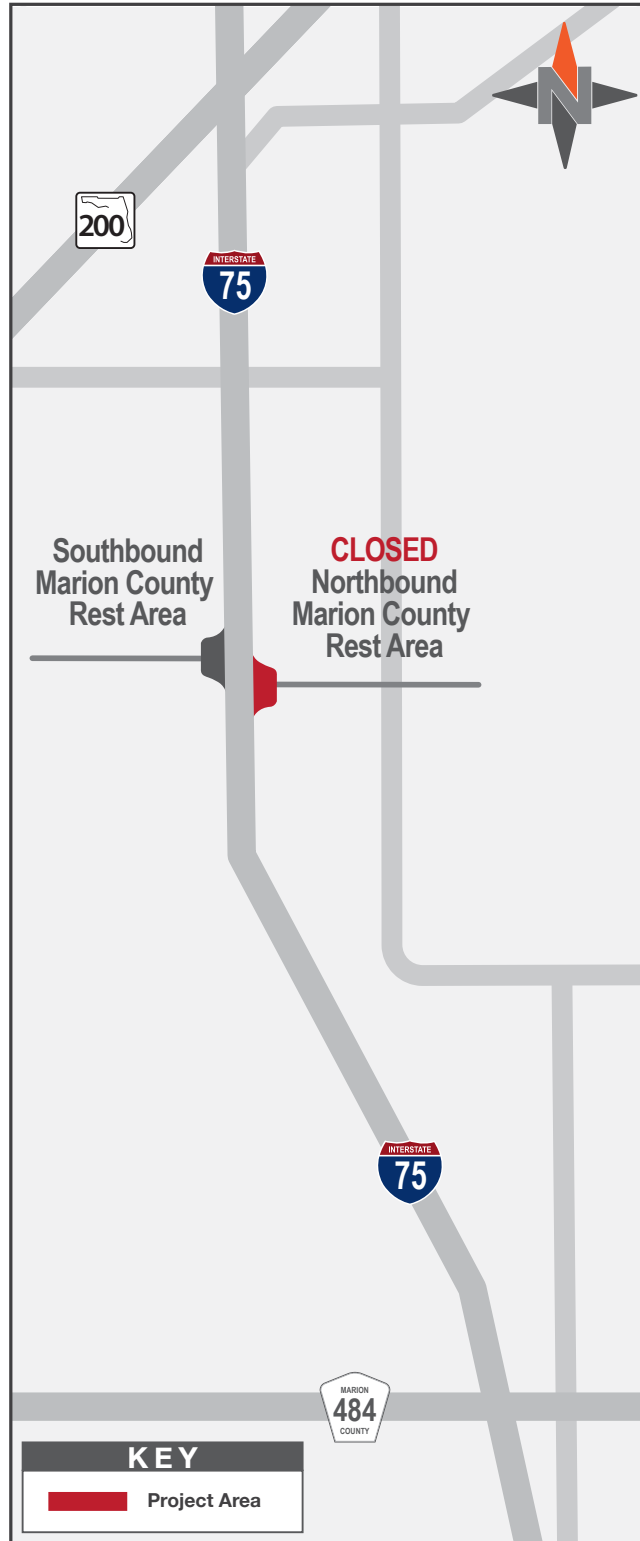 N
200
INTERSTATE
75
Southbound
Marion County
Rest Area
CLOSED
Northbound
Marion County
Rest Area
INTERSTATE
75
MARION
484
COUNTY
KEY
Project Area